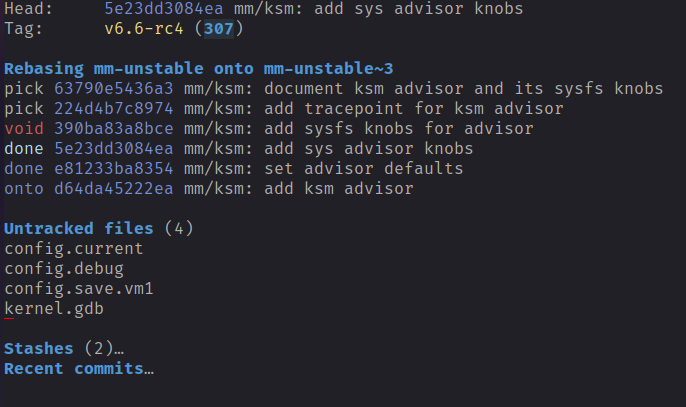 Head:     5e23dd3084ea mm/ksm: add sys advisor knobs
Tag:      v6.6-rc4 (307)
Rebasing mm-unstable onto mm-unstable~3
pick 63790e5436a3 mm/ksm: document ksm advisor and its sysfs knobs
pick 224d4b7c8974 mm/ksm: add tracepoint for ksm advisor
void 390ba83a8bce mm/ksm: add sysfs knobs for advisor
done 5e23dd3084ea mm/ksm: add sys advisor knobs
done e81233ba8354 mm/ksm: set advisor defaults
onto d64da45222ea mm/ksm: add ksm advisor
Untracked files (4)
config.current
config.debug
config.save.vm1
kernel.gdb
Stashes (2)…
Recent commits…